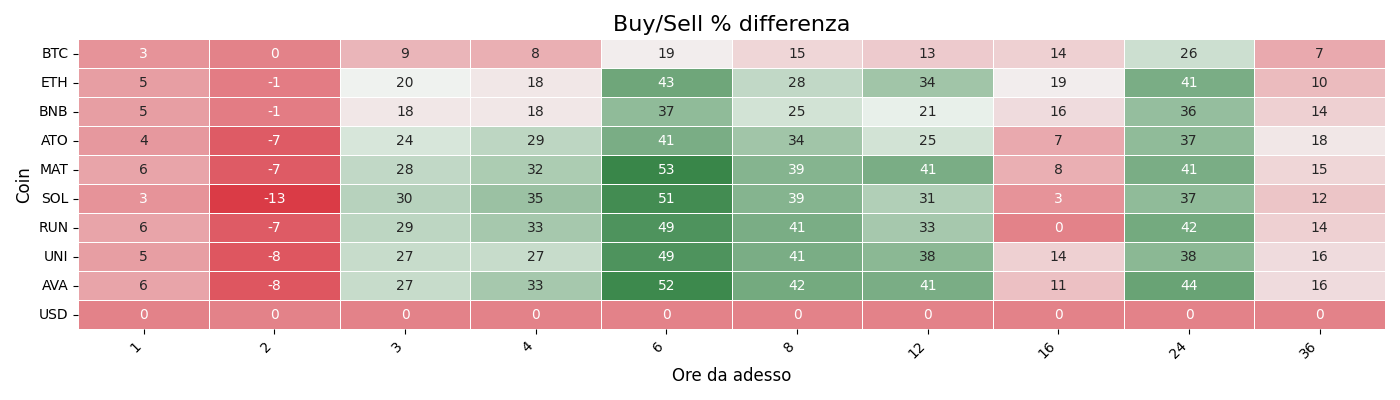 Buy/Sell % differenza
Coin
BTC 3 0 9 8 19 15 13 14 26 7
ETH 5 -1 20 18 43 28 34 19 41 10
BNB 5 -1 18 18 37 25 21 16 36 14
ATO 4 -7 24 29 41 34 25 7 37 18
MAT 6 -7 28 32 53 39 41 8 41 15
SOL 3 -13 30 35 51 39 31 3 37 12
RUN 6 -7 29 33 49 41 33 0 42 14
UNI 5 -8 27 27 49 41 38 14 38 16
AVA 6 -8 27 33 52 42 41 11 44 16
USD 0 0 0 0 0 0 0 0 0 0
1 2 3 4 6 8 12 16 24 36
Ore da adesso